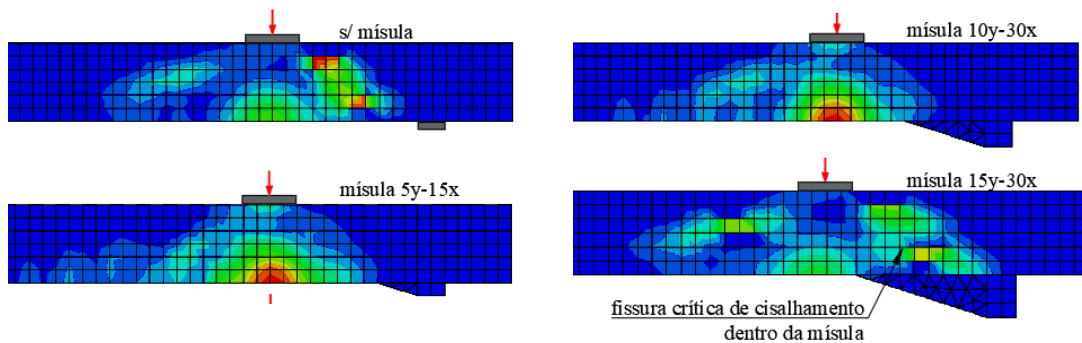 s/ mísula
mísula 10y-30x
mísula 5y-15x
mísula 15y-30x
fissura crítica de cisalhamento
dentro da mísula